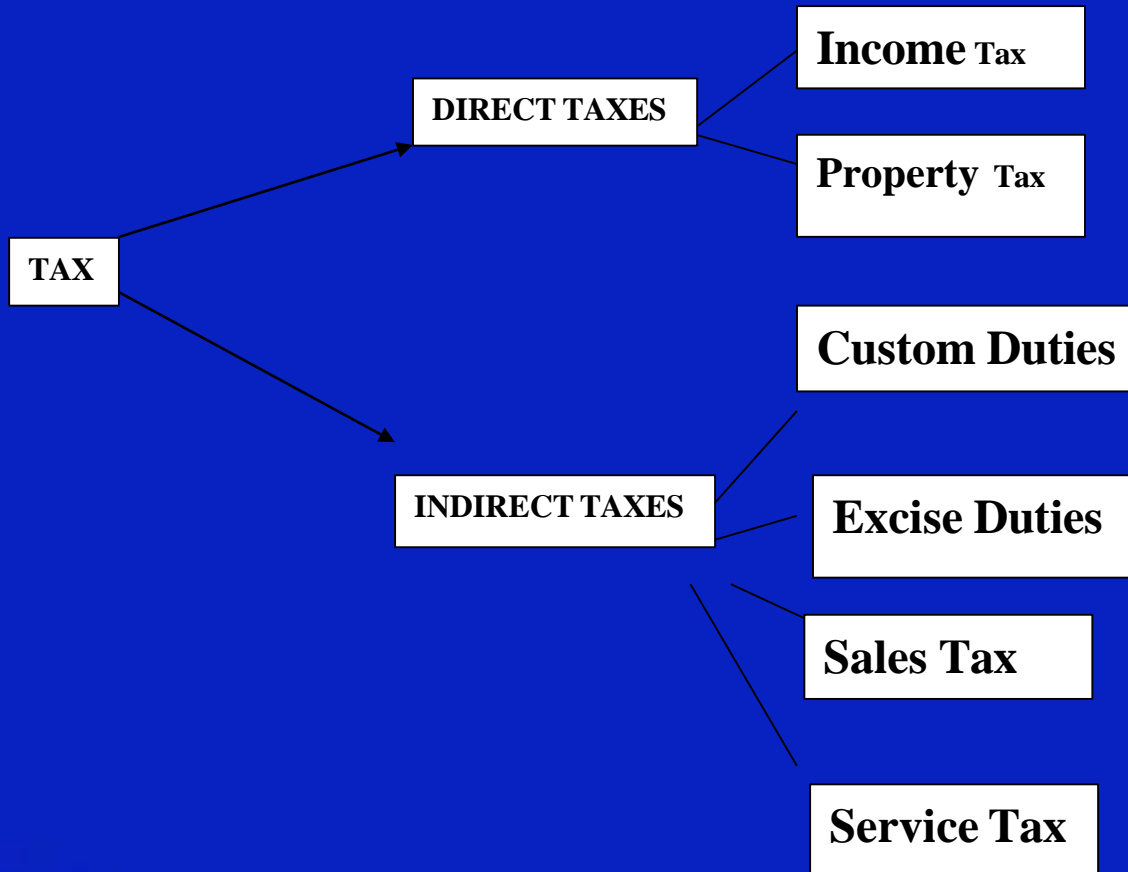 Income Tax
DIRECT TAXES
Property Tax
TAX
Custom Duties
INDIRECT TAXES
Excise Duties
Sales Tax
Service Tax